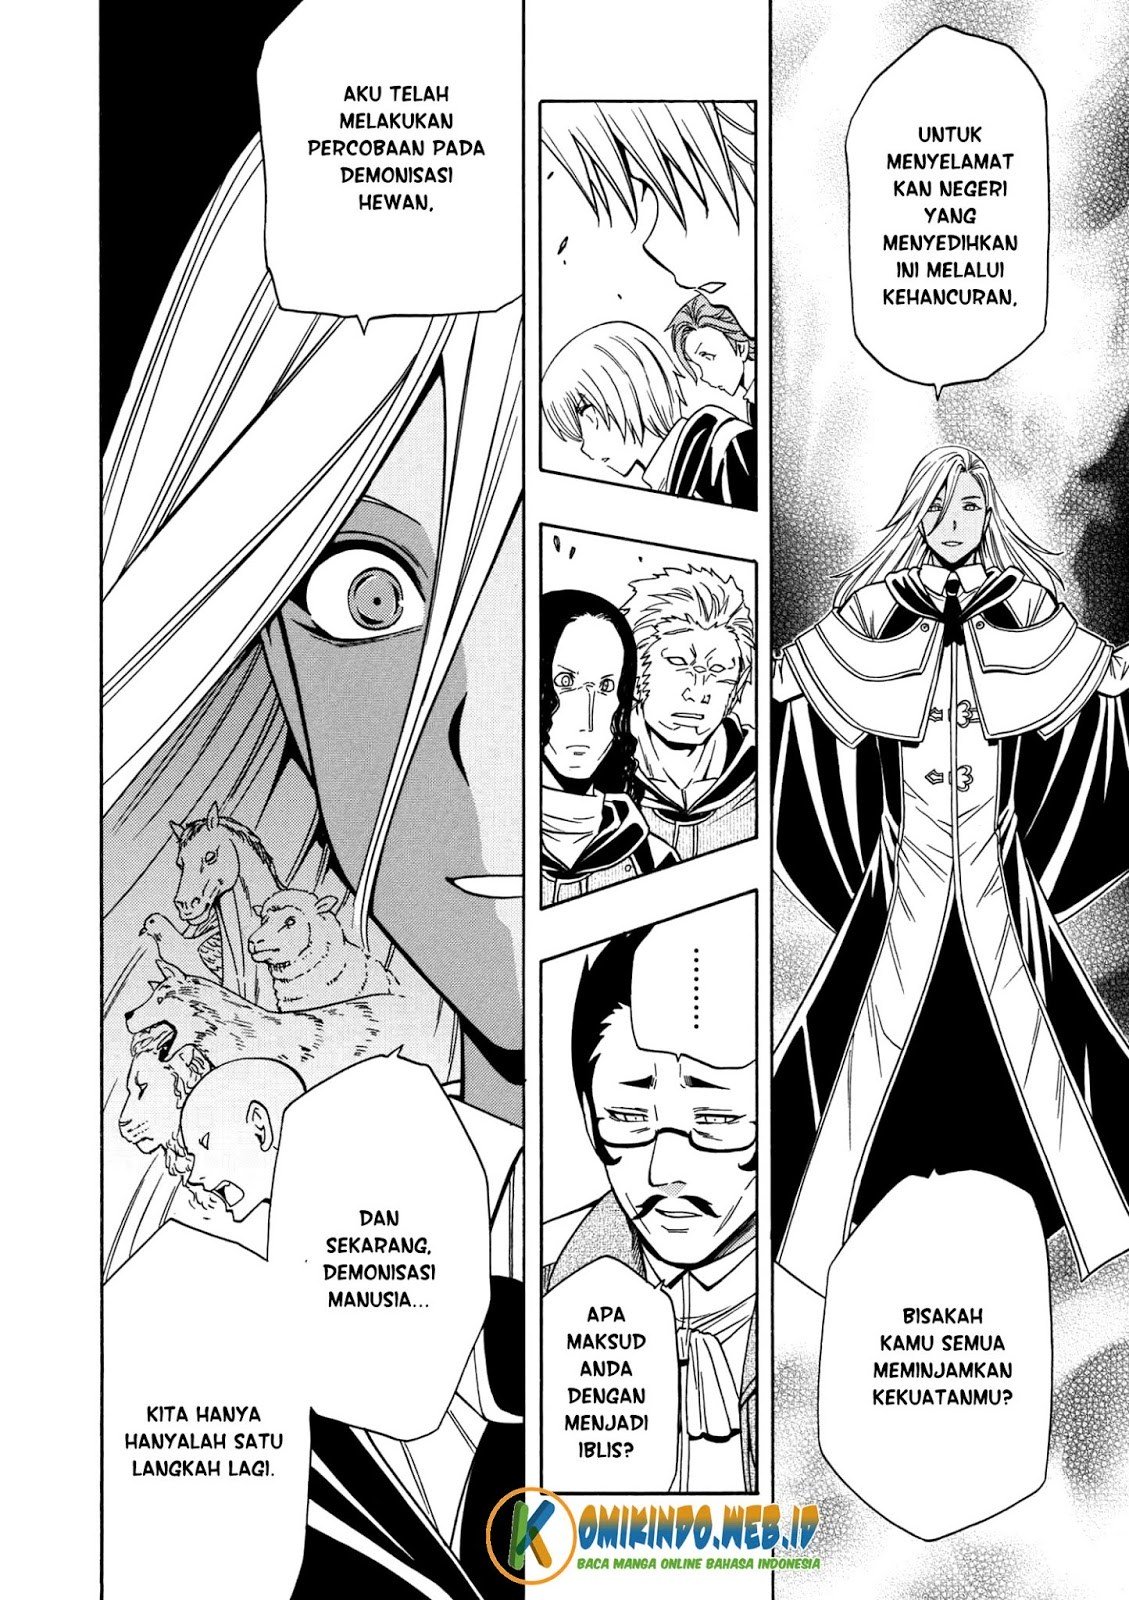 UNTUK
MENYELAMAT
KAN NEGERI
YANG
MENYEDIHKAN
INI MELALUI
KEHANCURAN,
BISAKAH
KAMU SEMUA
MEMINJAMKAN
KEKUATANMU?
........
APA
MAKSUD
ANDA
DENGAN
MENJADI
IBLIS?
AKU TELAH
MELAKUKAN
PERCOBAAN PADA
DEMONISASI
HEWAN,
DAN
SEKARANG,
DEMONISASI
MANUSIA...
KITA HANYA
HANYALAH SATU
LANGKAH LAGI.
KOMIKINDO.WEB.ID
BACA MANGA ONLINE BAHASA INDONESIA